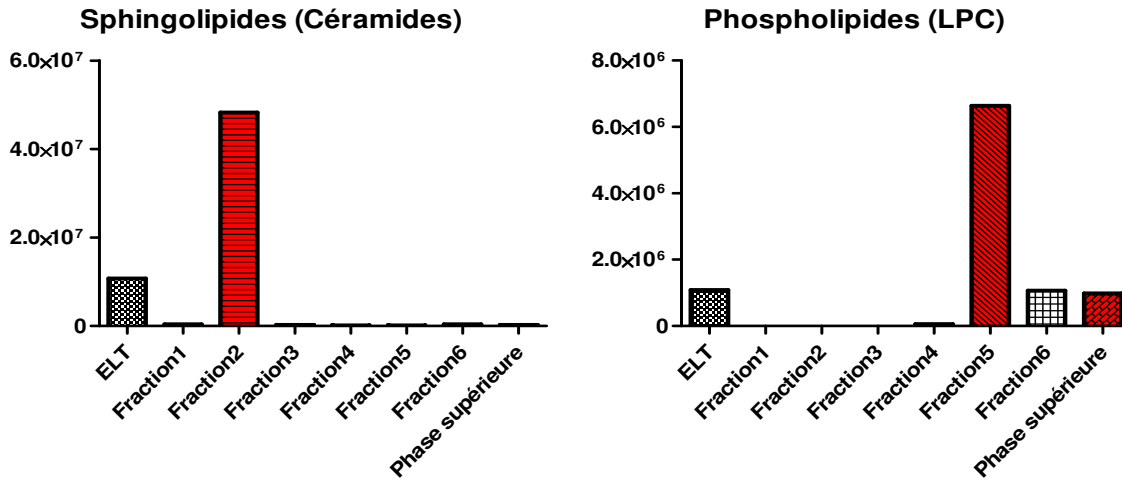 Sphingolipides (Céramides)
6.0×10⁷
4.0×10⁷
2.0×10⁷
0
ELT
Fraction1
Fraction2
Fraction3
Fraction4
Fraction5
Fraction6
Phase supérieure
Phospholipides (LPC)
8.0×10⁶
6.0×10⁶
4.0×10⁶
2.0×10⁶
0
ELT
Fraction1
Fraction2
Fraction3
Fraction4
Fraction5
Fraction6
Phase supérieure